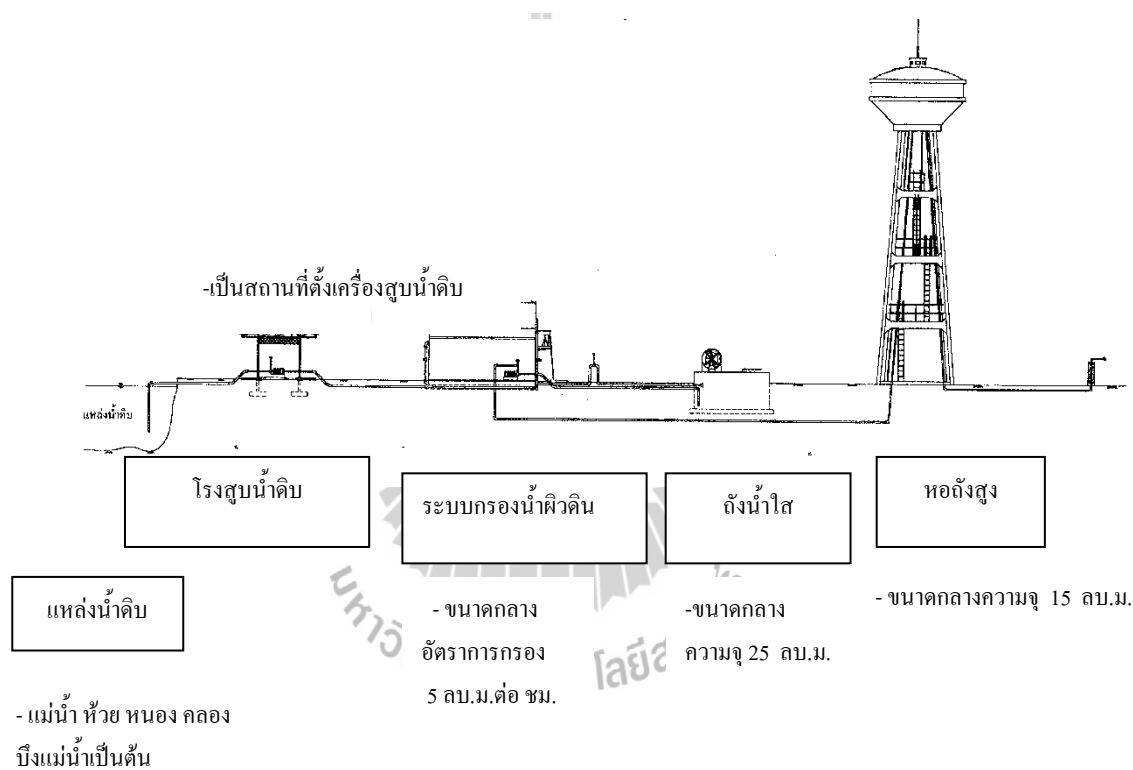 -เป็นสถานที่ตั้งเครื่องสูบน้ำดิบ
แหล่งน้ำดิบ
โรงสูบน้ำดิบ
ระบบกรองน้ำผิวดิน
ถังน้ำใส
หอถังสูง
แหล่งน้ำดิบ
- ขนาดกลาง
อัตราการกรอง
5 ลบ.ม.ต่อ ชม.
-ขนาดกลาง
ความจุ 25 ลบ.ม.
- ขนาดกลางความจุ 15 ลบ.ม.
- แม่น้ำ ห้วย หนอง คลอง
บึงแม่น้ำเป็นต้น